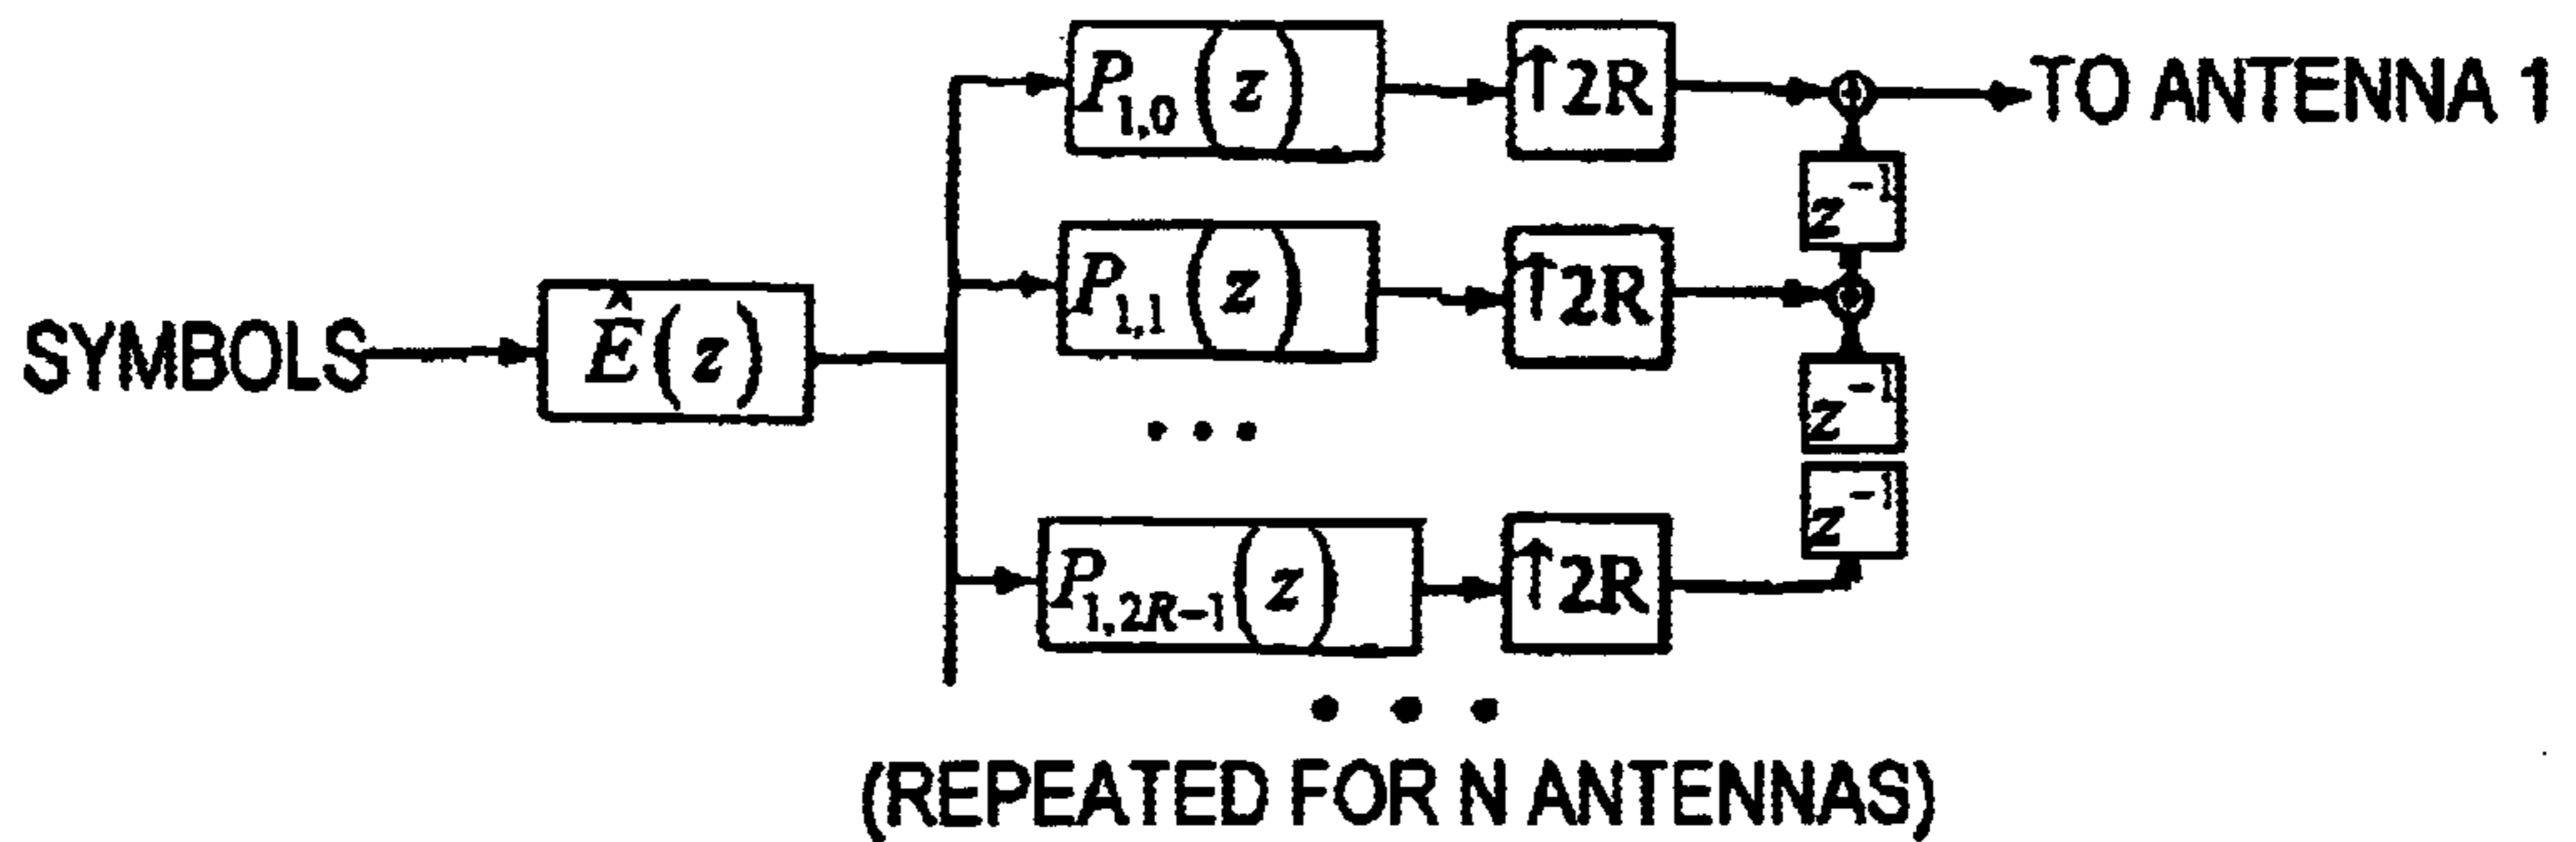 P₁,₀(z) ↑2R + TO ANTENNA 1
z⁻¹
P₁,₁(z) ↑2R
SYMBOLS Ê(z)
z⁻¹
• • •
z⁻¹
P₁,₂R₋₁(z) ↑2R
• • •
(REPEATED FOR N ANTENNAS)